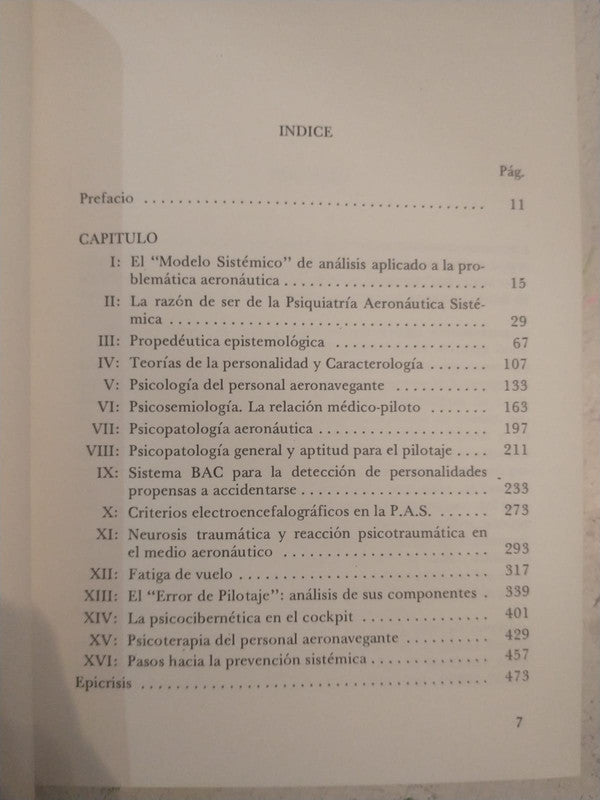 INDICE
Pág.
Prefacio ........................................ 11
CAPITULO
I: El "Modelo Sistémico" de análisis aplicado a la pro-
blemática aeronáutica ........................ 15
II: La razón de ser de la Psiquiatría Aeronáutica Sisté-
mica ..................................... 29
III: Propedéutica epistemológica .................. 67
IV: Teorías de la personalidad y Caracterología ....... 107
V: Psicología del personal aeronavegante ........... 133
VI: Psicosemiología. La relación médico-piloto ....... 163
VII: Psicopatología aeronáutica .................... 197
VIII: Psicopatología general y aptitud para el pilotaje .... 211
IX: Sistema BAC para la detección de personalidades
propensas a accidentarse ...................... 233
X: Criterios electroencefalográficos en la P.A.S. ...... 273
XI: Neurosis traumática y reacción psicotraumática en
el medio aeronáutico ........................ 293
XII: Fatiga de vuelo ............................. 317
XIII: El "Error de Pilotaje": análisis de sus componentes . 339
XIV: La psicocibernética en el cockpit ............... 401
XV: Psicoterapia del personal aeronavegante .......... 429
XVI: Pasos hacia la prevención sistémica .............. 457
Epicrisis ........................................ 473
7